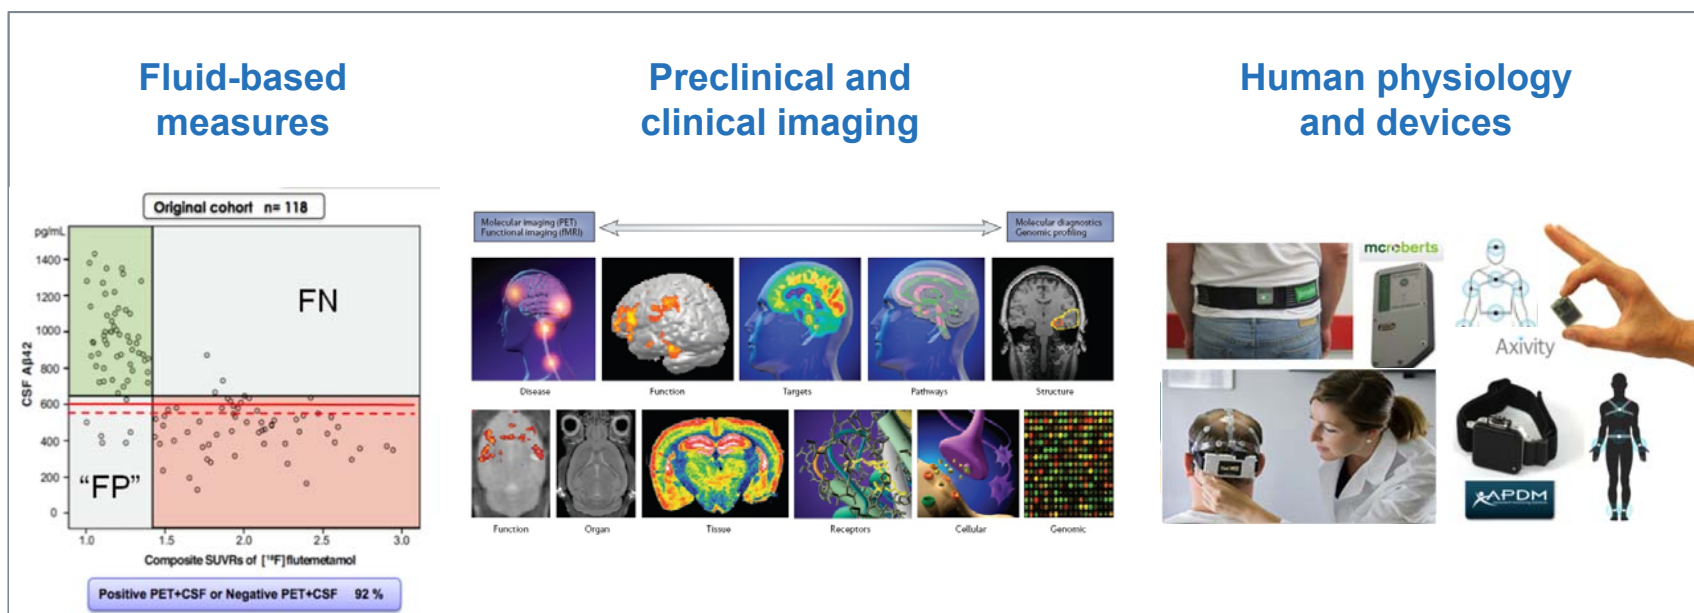 Fluid-based
measures
Preclinical and
clinical imaging
Human physiology
and devices
Original cohort n= 118
pg/mL
1400
1200
1000
800
600
400
200
0
CSF Aβ42
FN
"FP"
1.0
1.5
2.0
2.5
3.0
Composite SUVRs of [¹⁸F]flutemetamol
Positive PET+CSF or Negative PET+CSF 92 %
Molecular imaging (PET)
Functional imaging (fMRI)
Molecular diagnostics
Genomic profiling
Disease
Function
Targets
Pathways
Structure
Function
Organ
Tissue
Receptors
Cellular
Genomic
mcroberts
Axivity
APDM